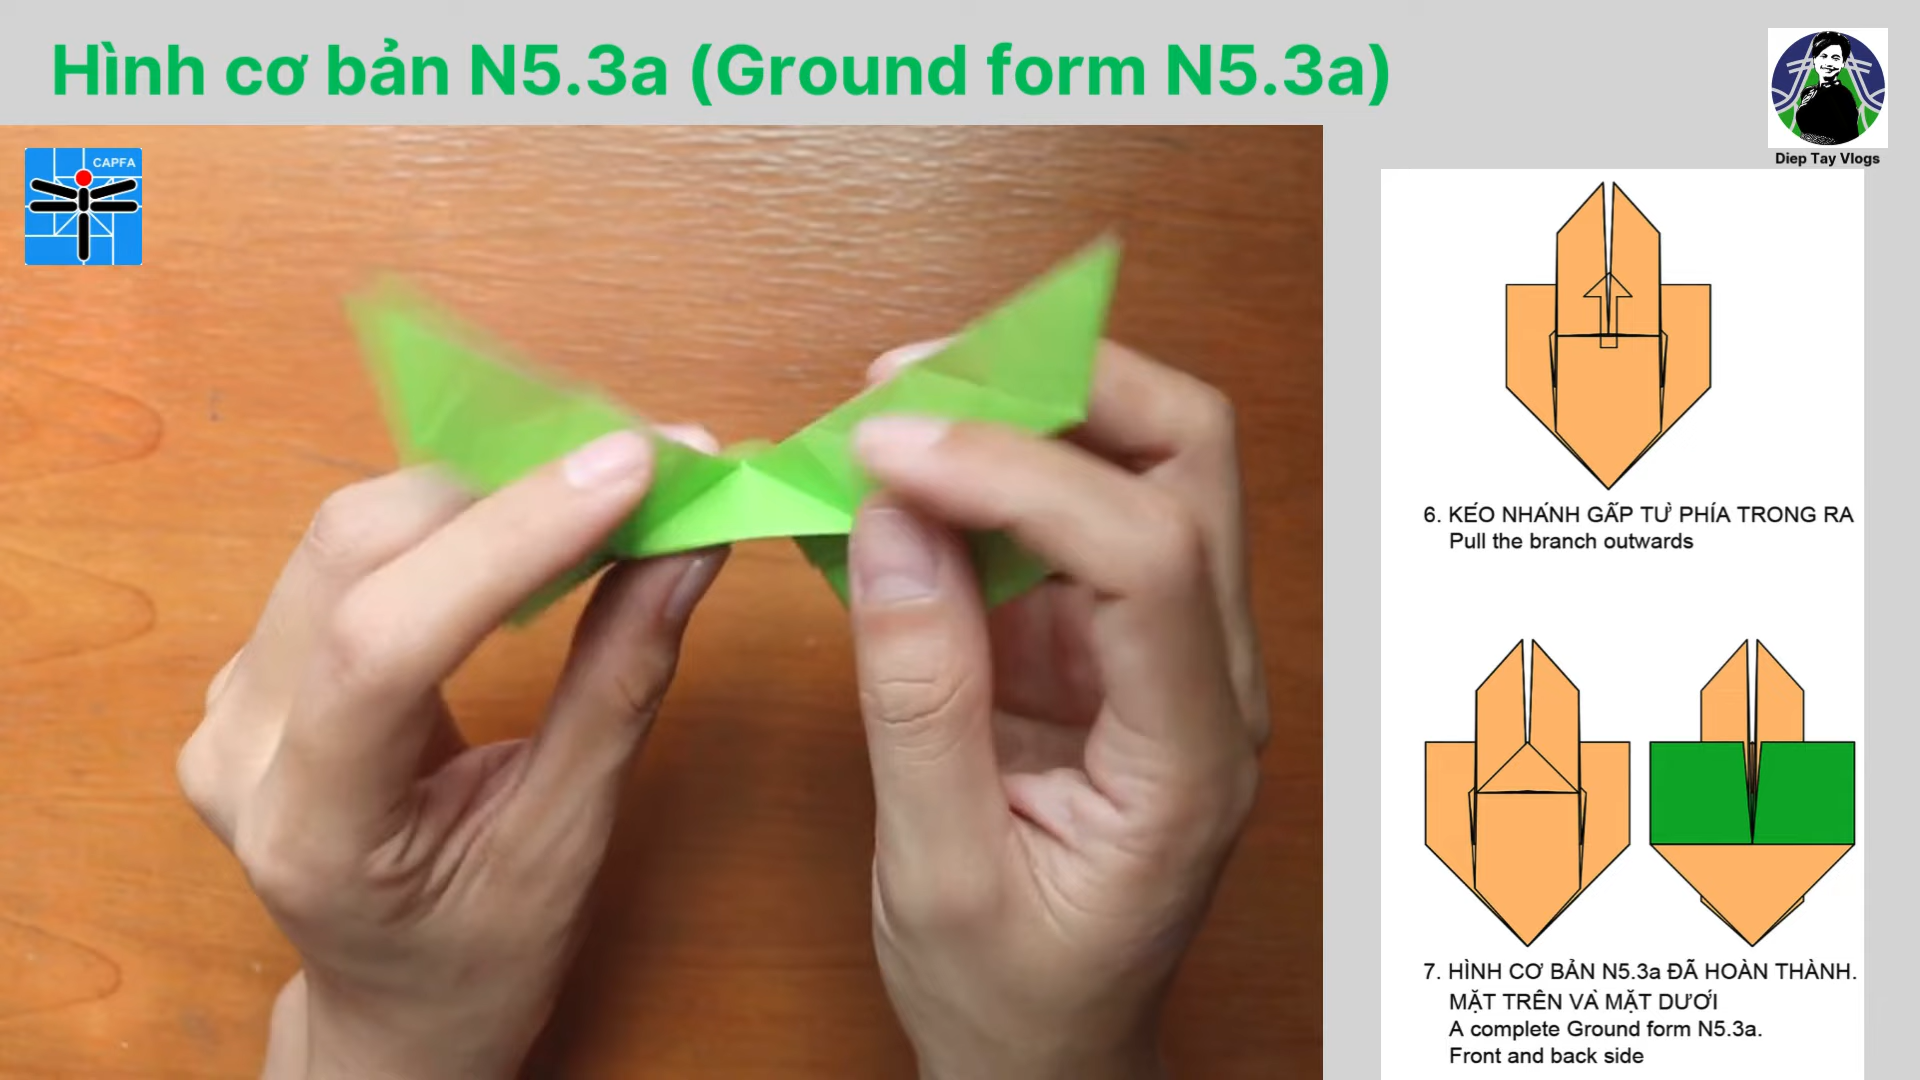 Hình cơ bản N5.3a (Ground form N5.3a)
CAPFA
Diep Tay Vlogs
6. KÉO NHÁNH GẤP TỪ PHÍA TRONG RA
Pull the branch outwards
7. HÌNH CƠ BẢN N5.3a ĐÃ HOÀN THÀNH.
MẶT TRÊN VÀ MẶT DƯỚI
A complete Ground form N5.3a.
Front and back side